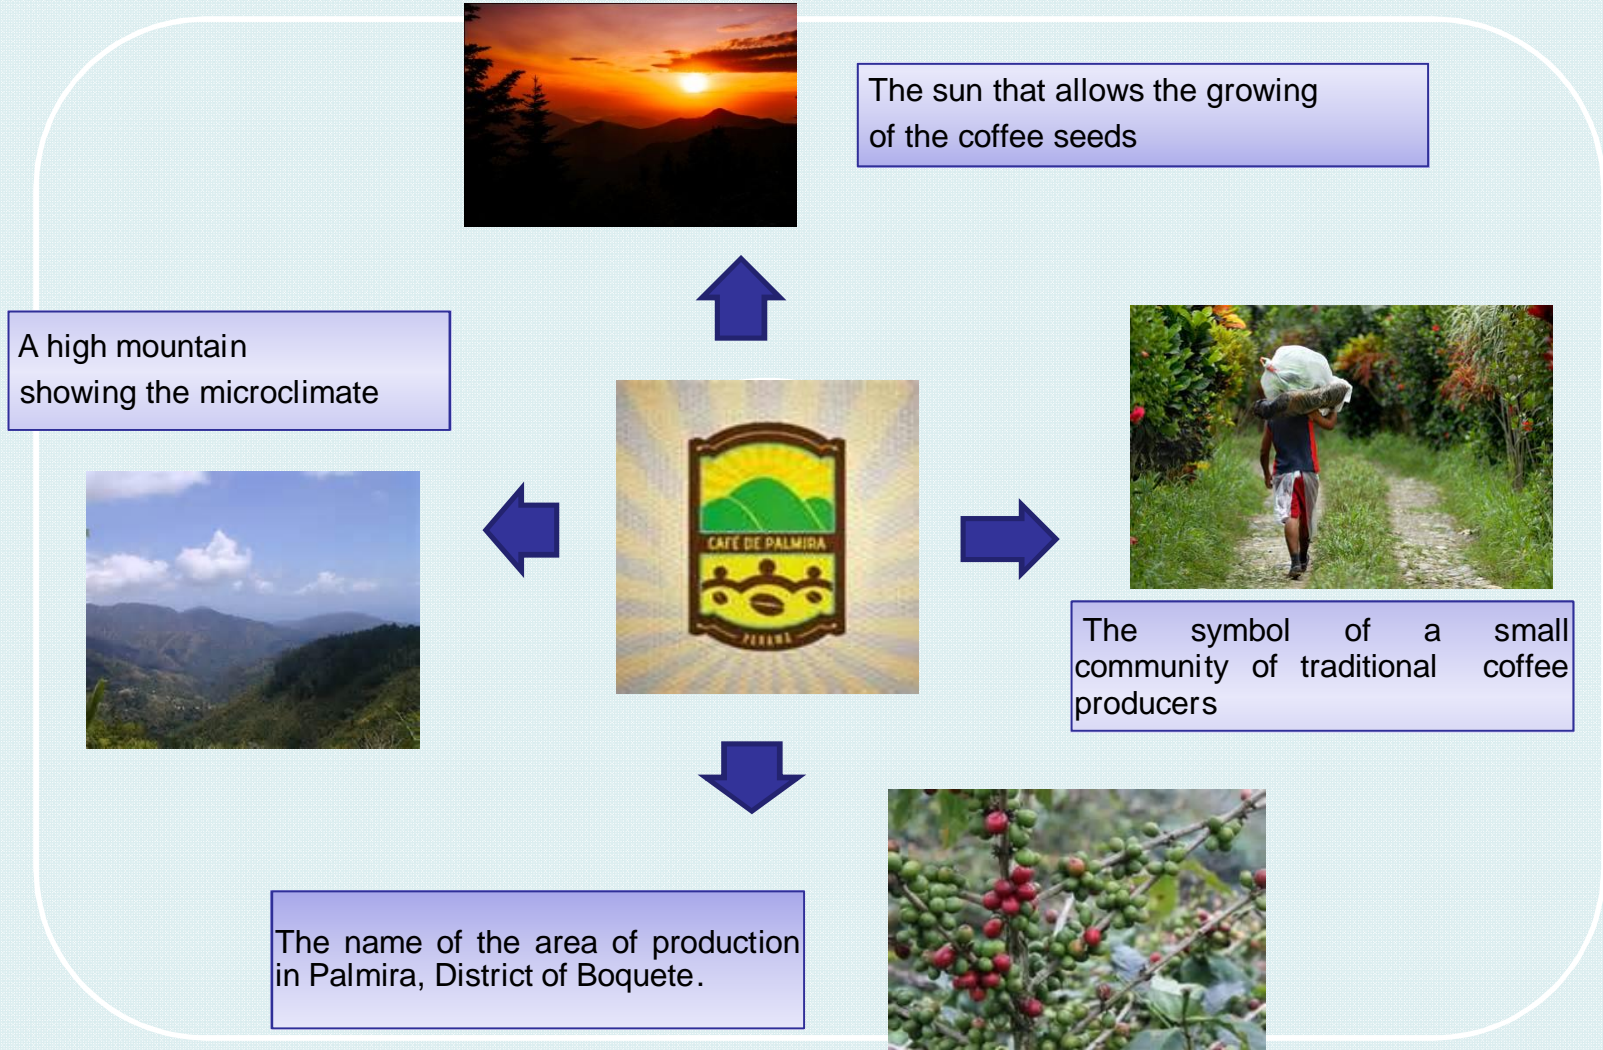 The sun that allows the growing
of the coffee seeds
A high mountain
showing the microclimate
CAFÉ DE PALMIRA
PANAMÁ
The symbol of a small
community of traditional coffee
producers
The name of the area of production
in Palmira, District of Boquete.